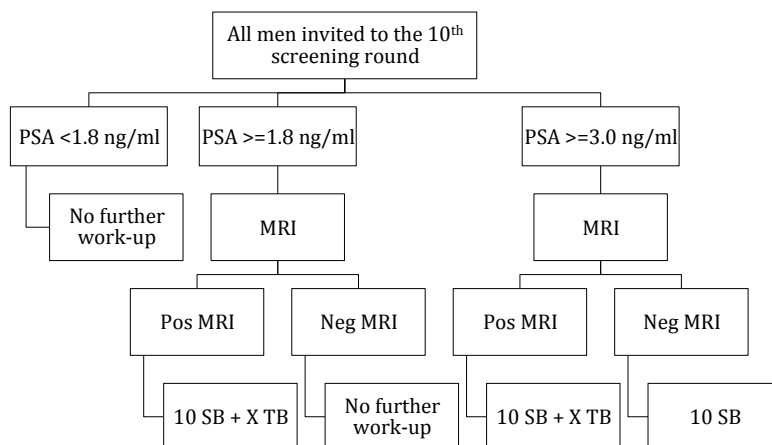 All men invited to the 10th
screening round
PSA <1.8 ng/ml
PSA >=1.8 ng/ml
PSA >=3.0 ng/ml
No further
work-up
MRI
MRI
Pos MRI
Neg MRI
Pos MRI
Neg MRI
10 SB + X TB
No further
work-up
10 SB + X TB
10 SB